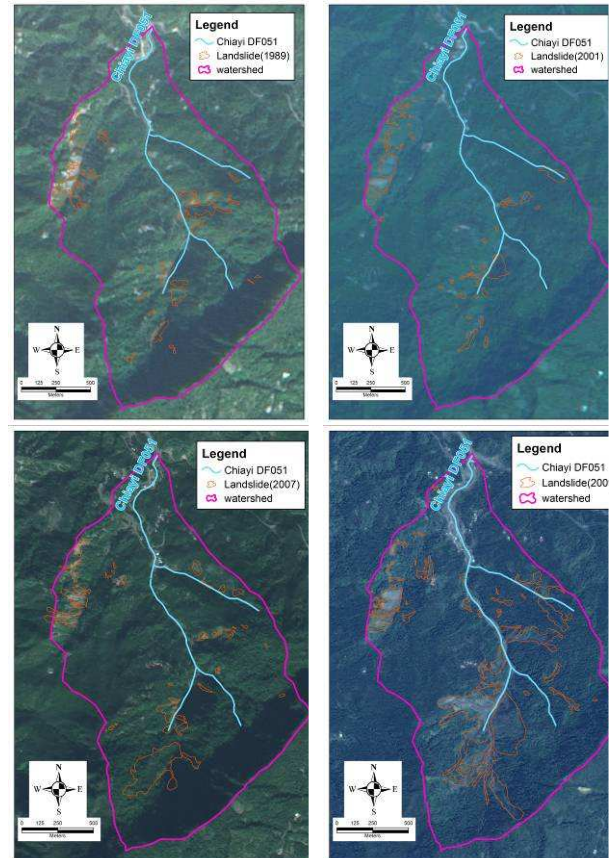 Legend
Chiayi DF051
Landslide(1989)
watershed
Chiayi DF051
N
W E
S
0 125 250 500
Meters
Legend
Chiayi DF051
Landslide(2001)
watershed
Chiayi DF051
N
W E
S
0 125 250 500
Meters
Legend
Chiayi DF051
Landslide(2007)
watershed
Chiayi DF051
N
W E
S
0 125 250 500
Meters
Legend
Chiayi DF051
Landslide(200
watershed
Chiayi DF051
N
W E
S
0 125 250 500
Meters